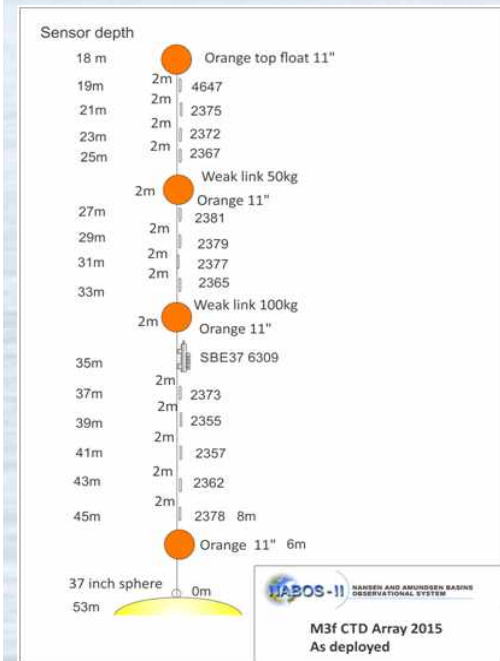 Sensor depth
18 m Orange top float 11"
2m
19m 4647
2m
21m 2375
2m
23m 2372
2m
25m 2367
Weak link 50kg
2m
Orange 11"
27m 2381
2m
29m 2379
2m
31m 2377
2m
33m 2365
Weak link 100kg
2m
Orange 11"
35m SBE37 6309
2m
37m 2373
2m
39m 2355
2m
41m 2357
2m
43m 2362
2m
45m 2378 8m
Orange 11" 6m
37 inch sphere 0m
53m
NABOS-II NANSEN AND AMUNDSEN BASINS
OBSERVATIONAL SYSTEM
M3f CTD Array 2015
As deployed